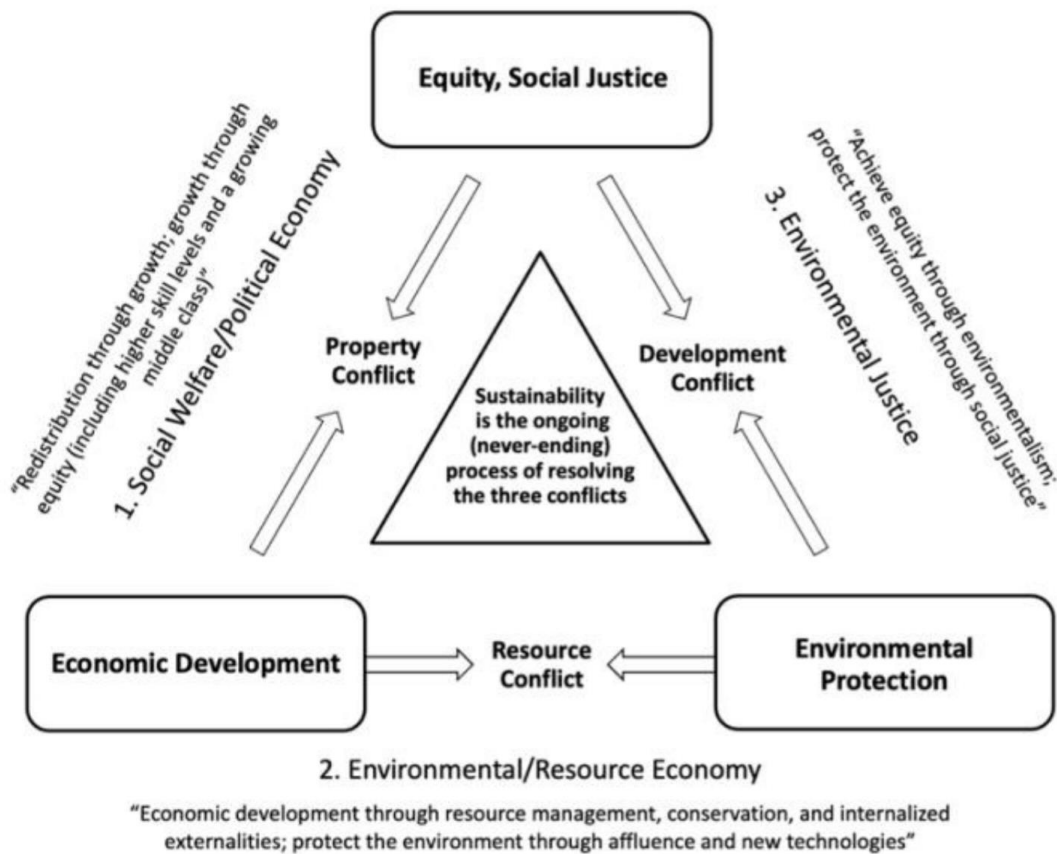 Equity, Social Justice
“Redistribution through growth; growth through
equity (including higher skill levels and a growing
middle class)”
1. Social Welfare/Political Economy
“Achieve equity through environmentalism;
protect the environment through social justice”
3. Environmental Justice
Property
Conflict
Development
Conflict
Sustainability
is the ongoing
(never-ending)
process of resolving
the three conflicts
Economic Development
Resource
Conflict
Environmental
Protection
2. Environmental/Resource Economy
“Economic development through resource management, conservation, and internalized
externalities; protect the environment through affluence and new technologies”